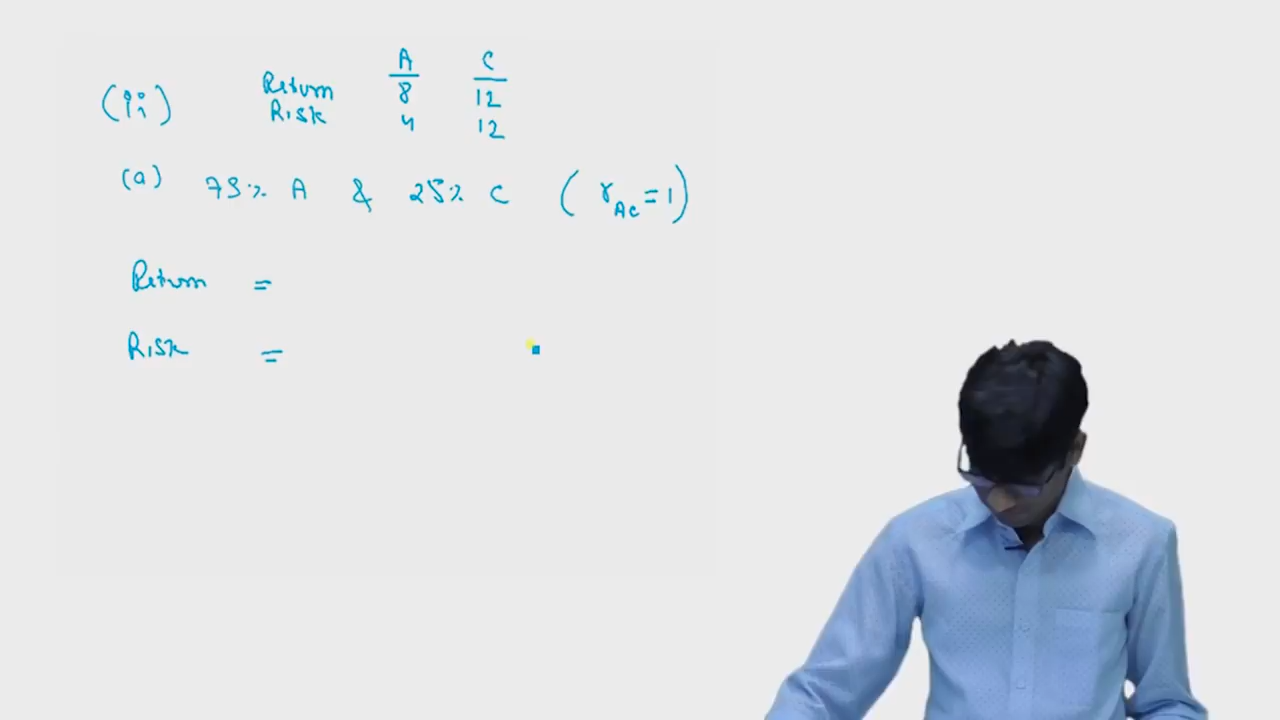 A C
(ii) Return 8 12
Risk 4 12
(a) 75% A & 25% C ( r_AC = 1 )
Return =
Risk =